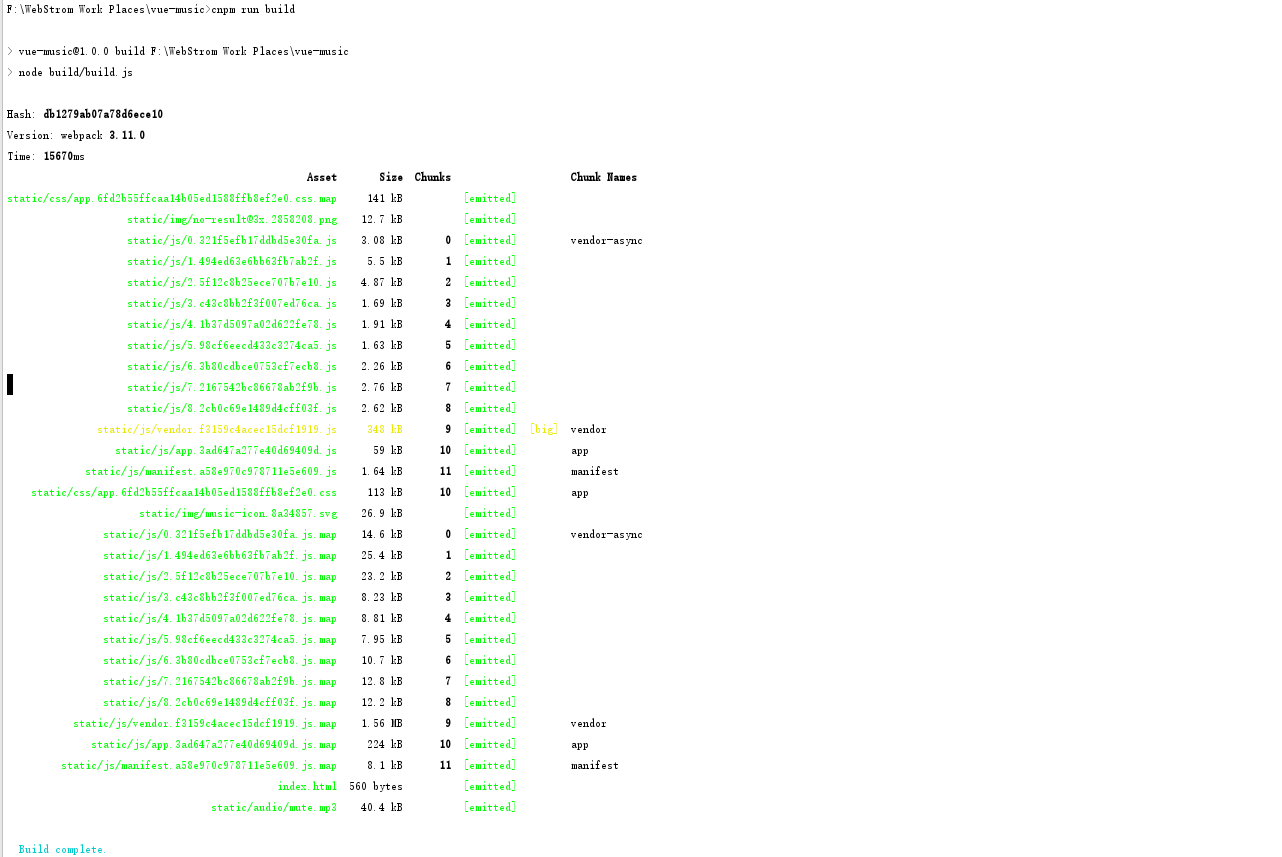 F:\WebStrom Work Places\vue-music>cnpm run build
> vue-music@1.0.0 build F:\WebStrom Work Places\vue-music
> node build/build.js
Hash: db1279ab07a78d6ece10
Version: webpack 3.11.0
Time: 15670ms
Asset Size Chunks Chunk Names
static/css/app.6fd2b55ffcaa14b05ed1588ffb8ef2e0.css.map 141 kB [emitted]
static/img/no-result@3x.2858208.png 12.7 kB [emitted]
static/js/0.321f5efb17ddbd5e30fa.js 3.08 kB 0 [emitted] vendor-async
static/js/1.494ed63e6bb63fb7ab2f.js 5.5 kB 1 [emitted]
static/js/2.5f12c8b25ece707b7e10.js 4.87 kB 2 [emitted]
static/js/3.c43c8bb2f3f007ed76ca.js 1.69 kB 3 [emitted]
static/js/4.1b37d5097a02d622fe78.js 1.91 kB 4 [emitted]
static/js/5.98cf6eecd433c3274ca5.js 1.63 kB 5 [emitted]
static/js/6.3b80cdbce0753cf7ecb8.js 2.26 kB 6 [emitted]
static/js/7.2167542bc86678ab2f9b.js 2.76 kB 7 [emitted]
static/js/8.2cb0c69e1489d4cff03f.js 2.62 kB 8 [emitted]
static/js/vendor.f3159c4acec15dcf1919.js 348 kB 9 [emitted] [big] vendor
static/js/app.3ad647a277e40d69409d.js 59 kB 10 [emitted] app
static/js/manifest.a58e970c978711e5e609.js 1.64 kB 11 [emitted] manifest
static/css/app.6fd2b55ffcaa14b05ed1588ffb8ef2e0.css 113 kB 10 [emitted] app
static/img/music-icon.8a34857.svg 26.9 kB [emitted]
static/js/0.321f5efb17ddbd5e30fa.js.map 14.6 kB 0 [emitted] vendor-async
static/js/1.494ed63e6bb63fb7ab2f.js.map 25.4 kB 1 [emitted]
static/js/2.5f12c8b25ece707b7e10.js.map 23.2 kB 2 [emitted]
static/js/3.c43c8bb2f3f007ed76ca.js.map 8.23 kB 3 [emitted]
static/js/4.1b37d5097a02d622fe78.js.map 8.81 kB 4 [emitted]
static/js/5.98cf6eecd433c3274ca5.js.map 7.95 kB 5 [emitted]
static/js/6.3b80cdbce0753cf7ecb8.js.map 10.7 kB 6 [emitted]
static/js/7.2167542bc86678ab2f9b.js.map 12.8 kB 7 [emitted]
static/js/8.2cb0c69e1489d4cff03f.js.map 12.2 kB 8 [emitted]
static/js/vendor.f3159c4acec15dcf1919.js.map 1.56 MB 9 [emitted] vendor
static/js/app.3ad647a277e40d69409d.js.map 224 kB 10 [emitted] app
static/js/manifest.a58e970c978711e5e609.js.map 8.1 kB 11 [emitted] manifest
index.html 560 bytes [emitted]
static/audio/mute.mp3 40.4 kB [emitted]
Build complete.